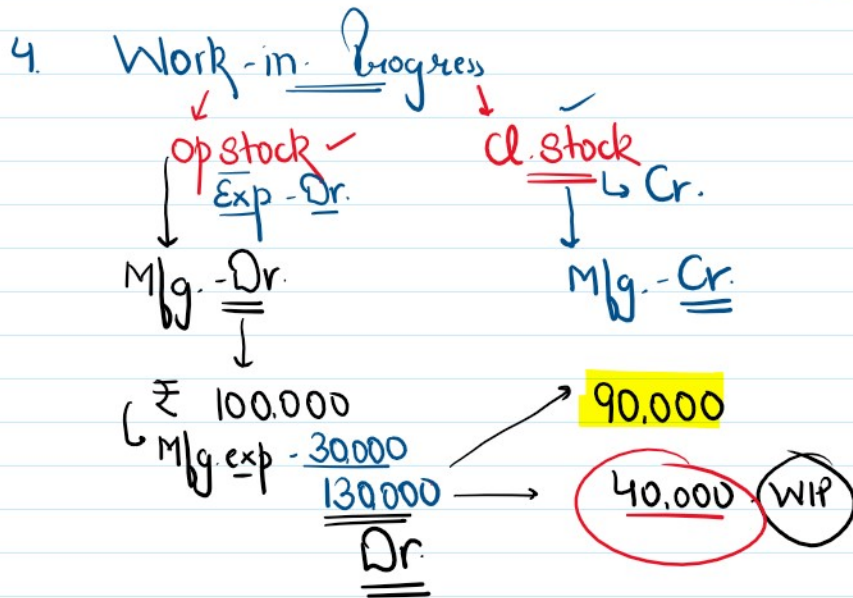 4. Work-in-Progress
Op stock Cl. Stock
Exp - Dr. Cr.
Mfg. - Dr. Mfg. - Cr.
₹ 100,000 90,000
Mfg. exp - 30,000
130,000 40,000 WIP
Dr.